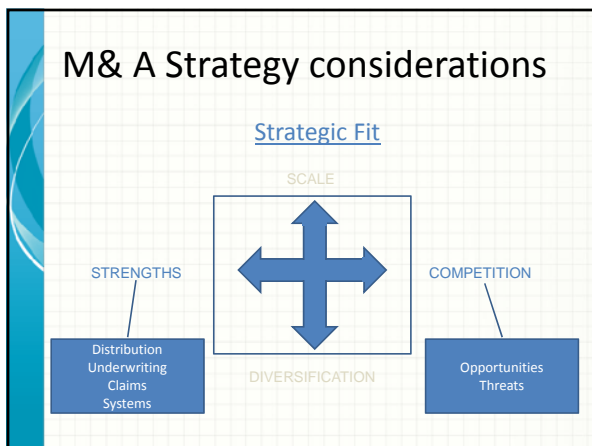 M& A Strategy considerations
Strategic Fit
SCALE
STRENGTHS
COMPETITION
Distribution
Underwriting
Claims
Systems
Opportunities
Threats
DIVERSIFICATION